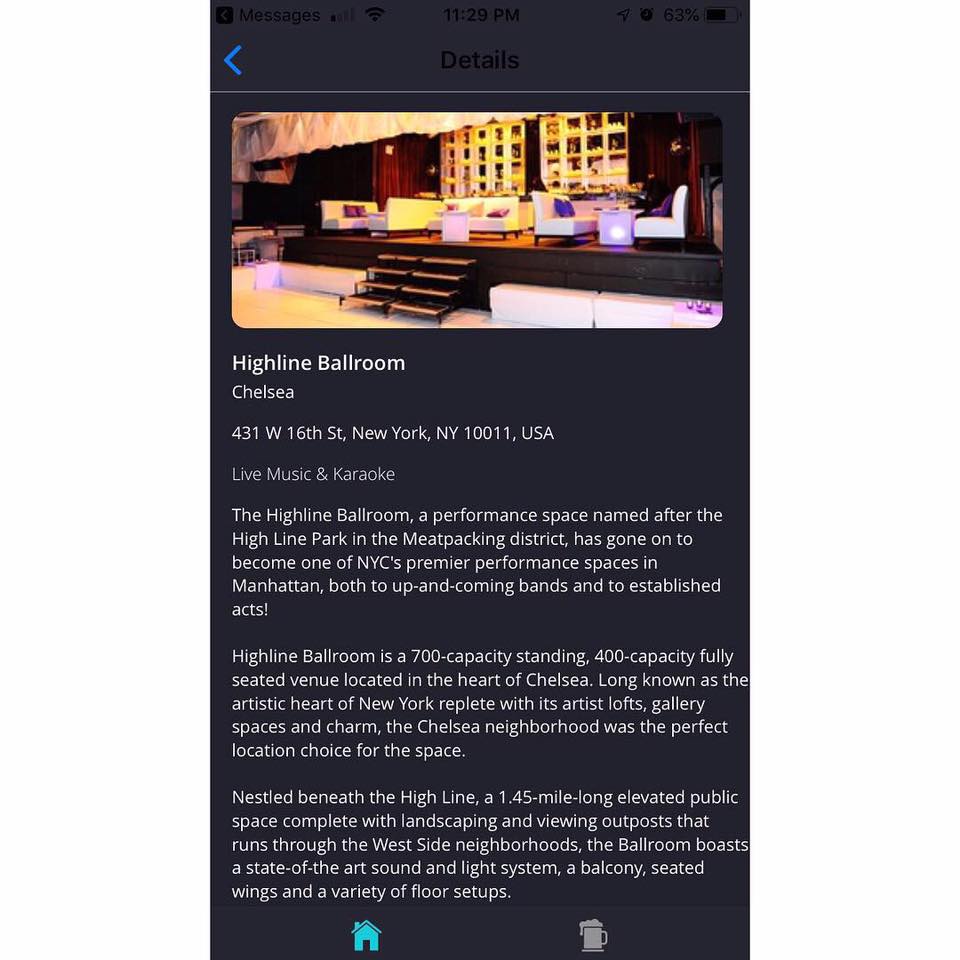 Messages 11:29 PM 63%
Details
Highline Ballroom
Chelsea
431 W 16th St, New York, NY 10011, USA
Live Music & Karaoke
The Highline Ballroom, a performance space named after the
High Line Park in the Meatpacking district, has gone on to
become one of NYC's premier performance spaces in
Manhattan, both to up-and-coming bands and to established
acts!
Highline Ballroom is a 700-capacity standing, 400-capacity fully
seated venue located in the heart of Chelsea. Long known as the
artistic heart of New York replete with its artist lofts, gallery
spaces and charm, the Chelsea neighborhood was the perfect
location choice for the space.
Nestled beneath the High Line, a 1.45-mile-long elevated public
space complete with landscaping and viewing outposts that
runs through the West Side neighborhoods, the Ballroom boasts
a state-of-the art sound and light system, a balcony, seated
wings and a variety of floor setups.